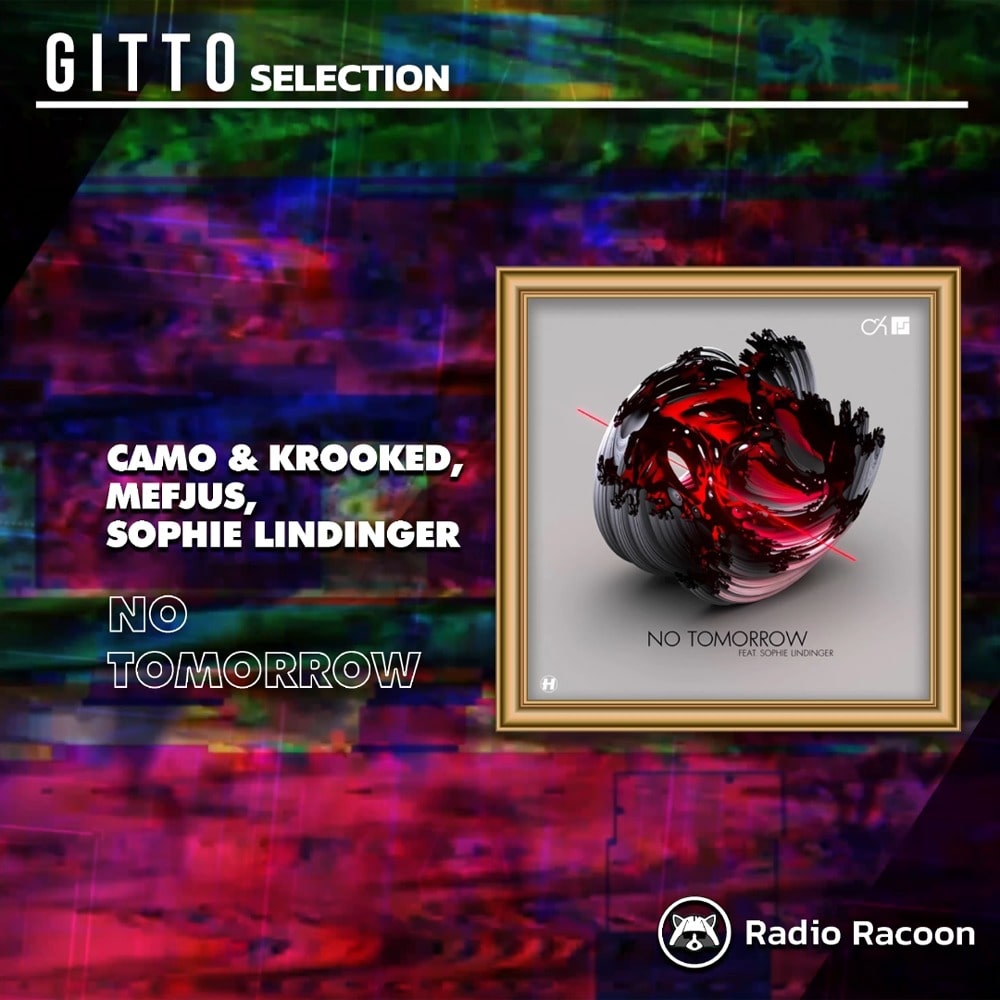 GITTO SELECTION
CAMO & KROOKED,
MEFJUS,
SOPHIE LINDINGER
NO
TOMORROW
NO TOMORROW
FEAT. SOPHIE LINDINGER
H
Radio Racoon